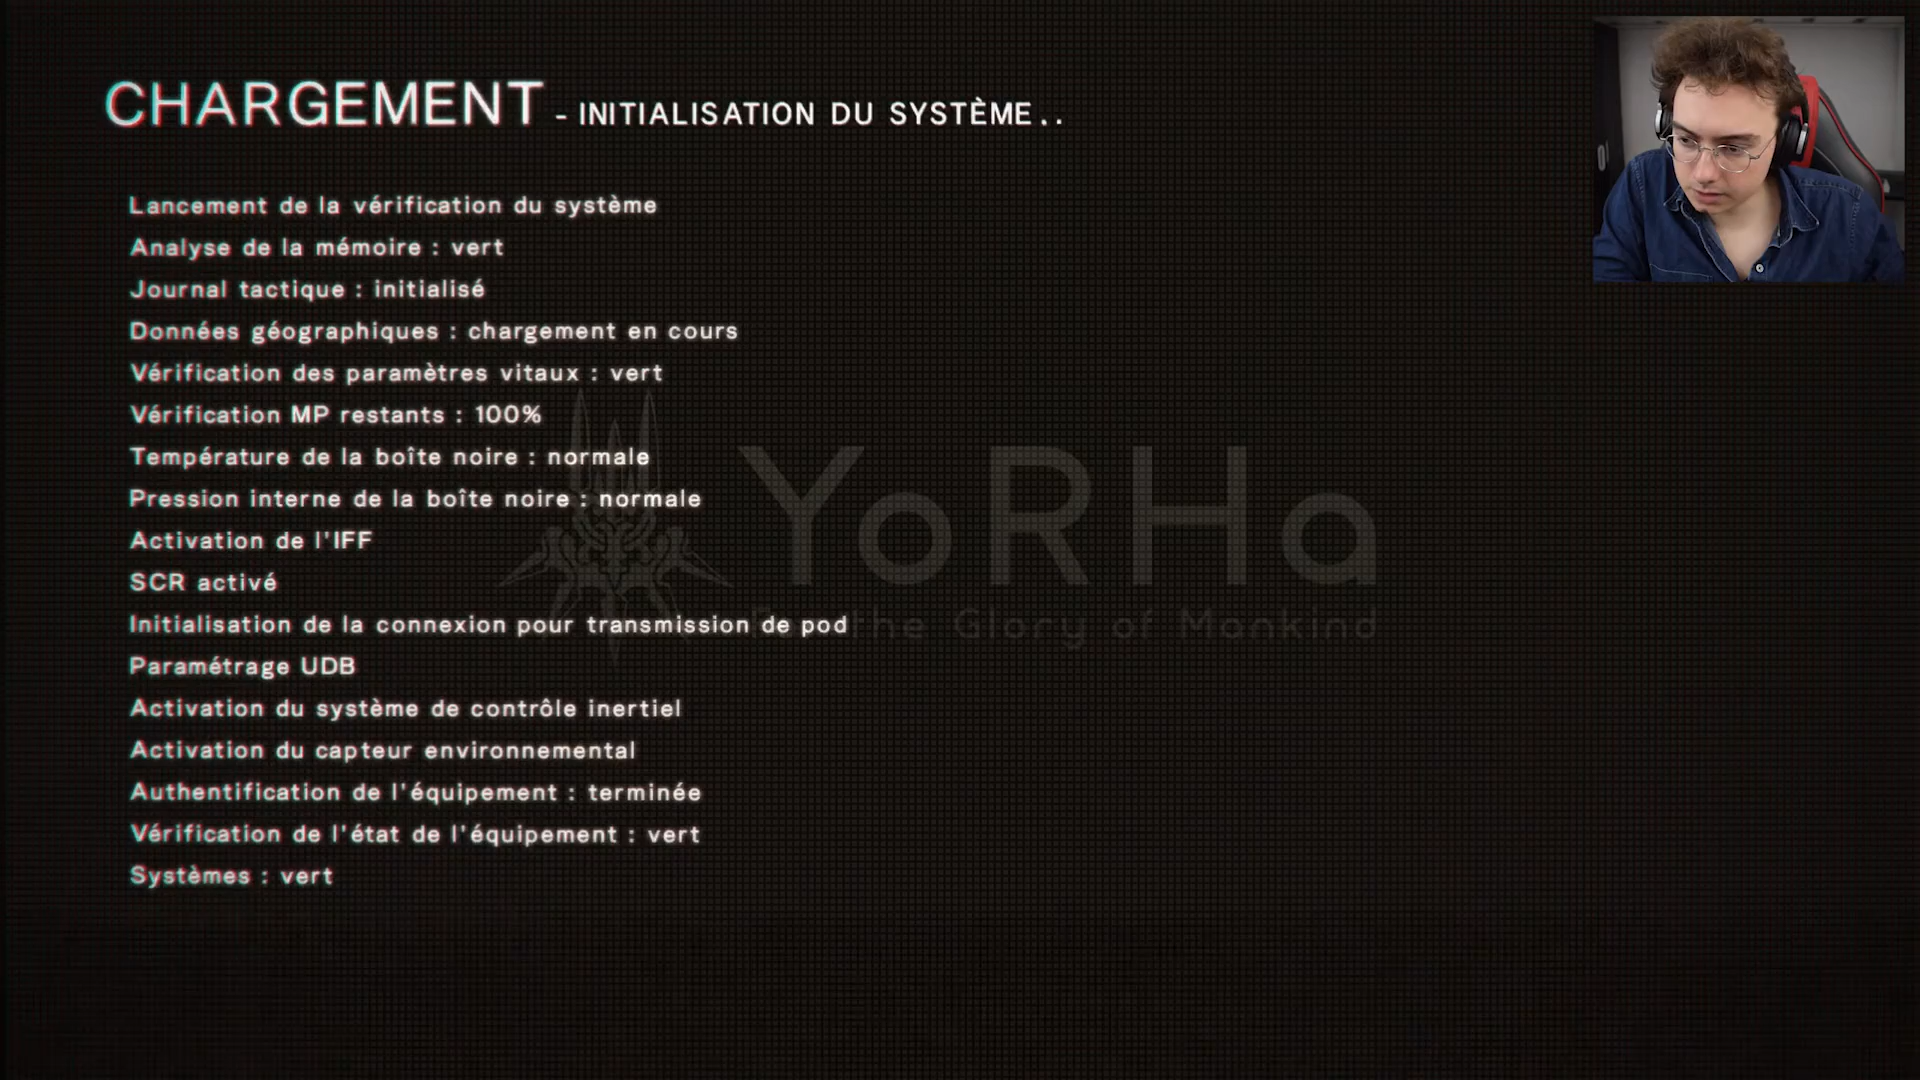 CHARGEMENT - INITIALISATION DU SYSTÈME..
Lancement de la vérification du système
Analyse de la mémoire : vert
Journal tactique : initialisé
Données géographiques : chargement en cours
Vérification des paramètres vitaux : vert
Vérification MP restants : 100%
Température de la boîte noire : normale
Pression interne de la boîte noire : normale
Activation de l'IFF
SCR activé
Initialisation de la connexion pour transmission de pod
Paramétrage UDB
Activation du système de contrôle inertiel
Activation du capteur environnemental
Authentification de l'équipement : terminée
Vérification de l'état de l'équipement : vert
Systèmes : vert
YoRHa
For the Glory of Mankind